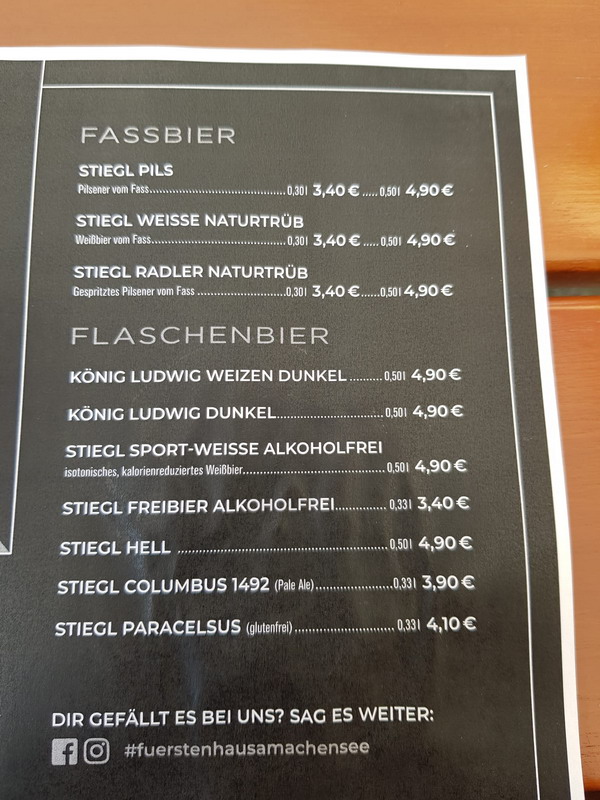 FASSBIER
STIEGL PILS
Pilsener vom Fass..................................0,30l 3,40 € .....0,50l 4,90 €
STIEGL WEISSE NATURTRÜB
Weißbier vom Fass..................................0,30l 3,40 € .....0,50l 4,90 €
STIEGL RADLER NATURTRÜB
Gespritztes Pilsener vom Fass ......................0,30l 3,40 € ......0,50l 4,90 €
FLASCHENBIER
KÖNIG LUDWIG WEIZEN DUNKEL .......... 0,50l 4,90 €
KÖNIG LUDWIG DUNKEL........................... 0,50l 4,90 €
STIEGL SPORT-WEISSE ALKOHOLFREI
isotonisches, kalorienreduziertes Weißbier................................... 0,50l 4,90 €
STIEGL FREIBIER ALKOHOLFREI............. 0,33l 3,40 €
STIEGL HELL .................................................... 0,50l 4,90 €
STIEGL COLUMBUS 1492 (Pale Ale)....................0,33l 3,90 €
STIEGL PARACELSUS (glutenfrei) ......................... 0,33l 4,10 €
DIR GEFÄLLT ES BEI UNS? SAG ES WEITER:
#fuerstenhausamachensee